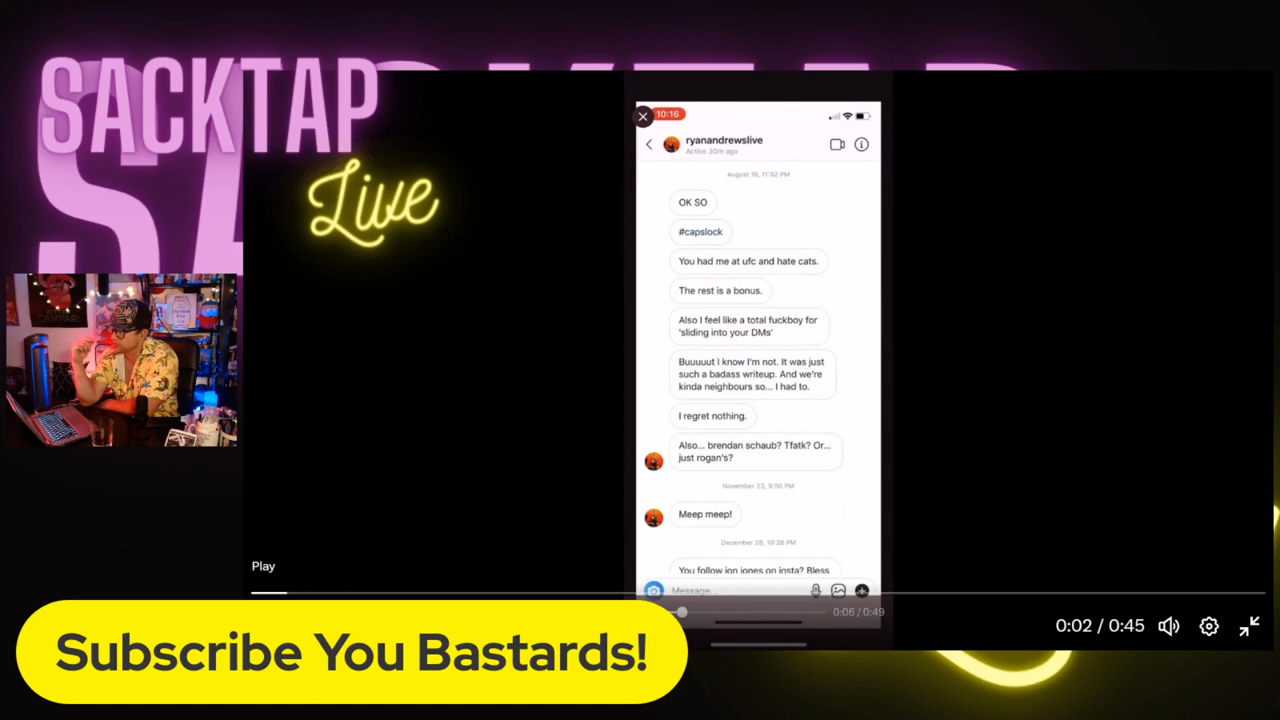 SACKTAP
Live
10:16
ryanandrewslive
Active 30m ago
August 16, 11:52 PM
OK SO
#capslock
You had me at ufc and hate cats.
The rest is a bonus.
Also I feel like a total fuckboy for
'sliding into your DMs'
Buuuuut I know I'm not. It was just
such a badass writeup. And we're
kinda neighbours so... I had to.
I regret nothing.
Also... brendan schaub? Tfatk? Or...
just rogan's?
November 23, 9:50 PM
Meep meep!
December 28, 10:38 PM
You follow jon jones on insta? Bless
Message...
0:06 / 0:49
Play
0:02 / 0:45
Subscribe You Bastards!
CAMPARI